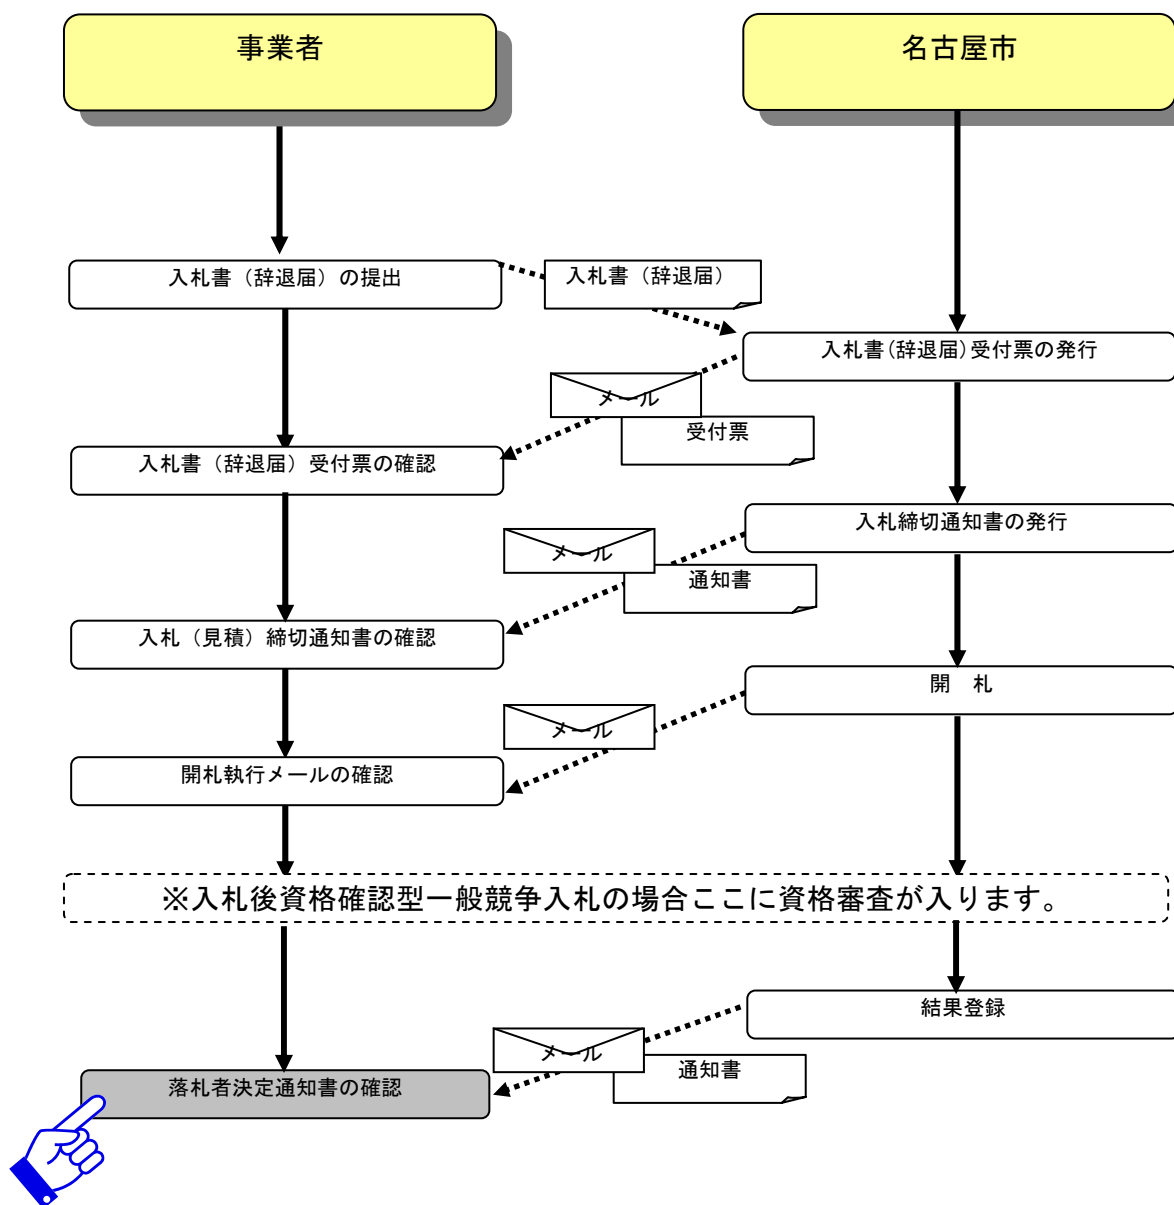 事業者
名古屋市
入札書（辞退届）の提出
入札書（辞退届）
入札書(辞退届)受付票の発行
メール
受付票
入札書（辞退届）受付票の確認
入札締切通知書の発行
メール
通知書
入札（見積）締切通知書の確認
開　札
メール
開札執行メールの確認
※入札後資格確認型一般競争入札の場合ここに資格審査が入ります。
結果登録
メール
通知書
落札者決定通知書の確認